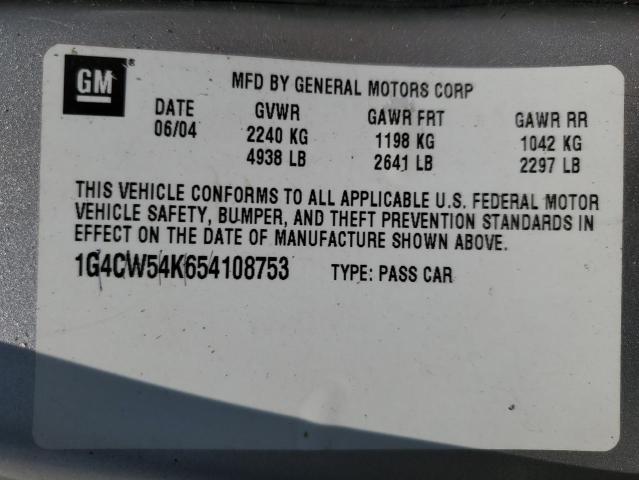 GM®
MFD BY GENERAL MOTORS CORP
DATE GVWR GAWR FRT GAWR RR
06/04 2240 KG 1198 KG 1042 KG
4938 LB 2641 LB 2297 LB
THIS VEHICLE CONFORMS TO ALL APPLICABLE U.S. FEDERAL MOTOR
VEHICLE SAFETY, BUMPER, AND THEFT PREVENTION STANDARDS IN
EFFECT ON THE DATE OF MANUFACTURE SHOWN ABOVE.
1G4CW54K654108753 TYPE: PASS CAR